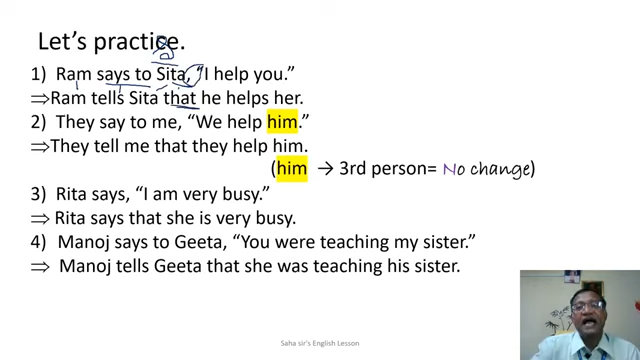 Let's practice.
1) Ram says to Sita, "I help you."
⇒Ram tells Sita that he helps her.
2) They say to me, "We help him."
⇒They tell me that they help him.
(him → 3rd person= No change)
3) Rita says, "I am very busy."
⇒ Rita says that she is very busy.
4) Manoj says to Geeta, "You were teaching my sister."
⇒ Manoj tells Geeta that she was teaching his sister.
Saha sir's English Lesson